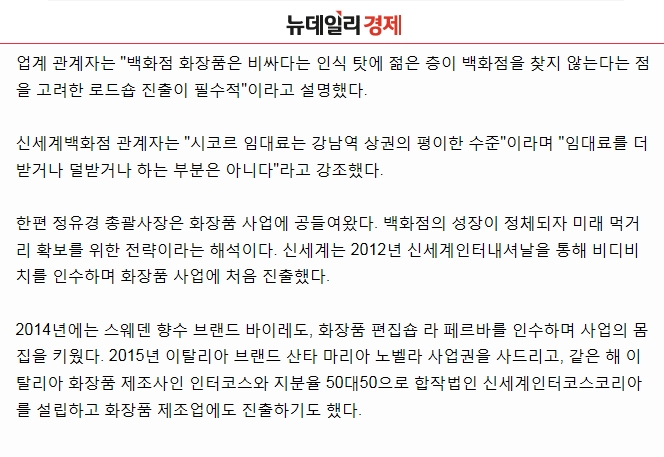 뉴데일리경제
업계 관계자는 "백화점 화장품은 비싸다는 인식 탓에 젊은 층이 백화점을 찾지 않는다는 점
을 고려한 로드숍 진출이 필수적"이라고 설명했다.
신세계백화점 관계자는 "시코르 임대료는 강남역 상권의 평이한 수준"이라며 "임대료를 더
받거나 덜받거나 하는 부분은 아니다"라고 강조했다.
한편 정유경 총괄사장은 화장품 사업에 공들여왔다. 백화점의 성장이 정체되자 미래 먹거
리 확보를 위한 전략이라는 해석이다. 신세계는 2012년 신세계인터내셔날을 통해 비디비
치를 인수하며 화장품 사업에 처음 진출했다.
2014년에는 스웨덴 향수 브랜드 바이레도, 화장품 편집숍 라 페르바를 인수하며 사업의 몸
집을 키웠다. 2015년 이탈리아 브랜드 산타 마리아 노벨라 사업권을 사드리고, 같은 해 이
탈리아 화장품 제조사인 인터코스와 지분율 50대50으로 합작법인 신세계인터코스코리아
를 설립하고 화장품 제조업에도 진출하기도 했다.